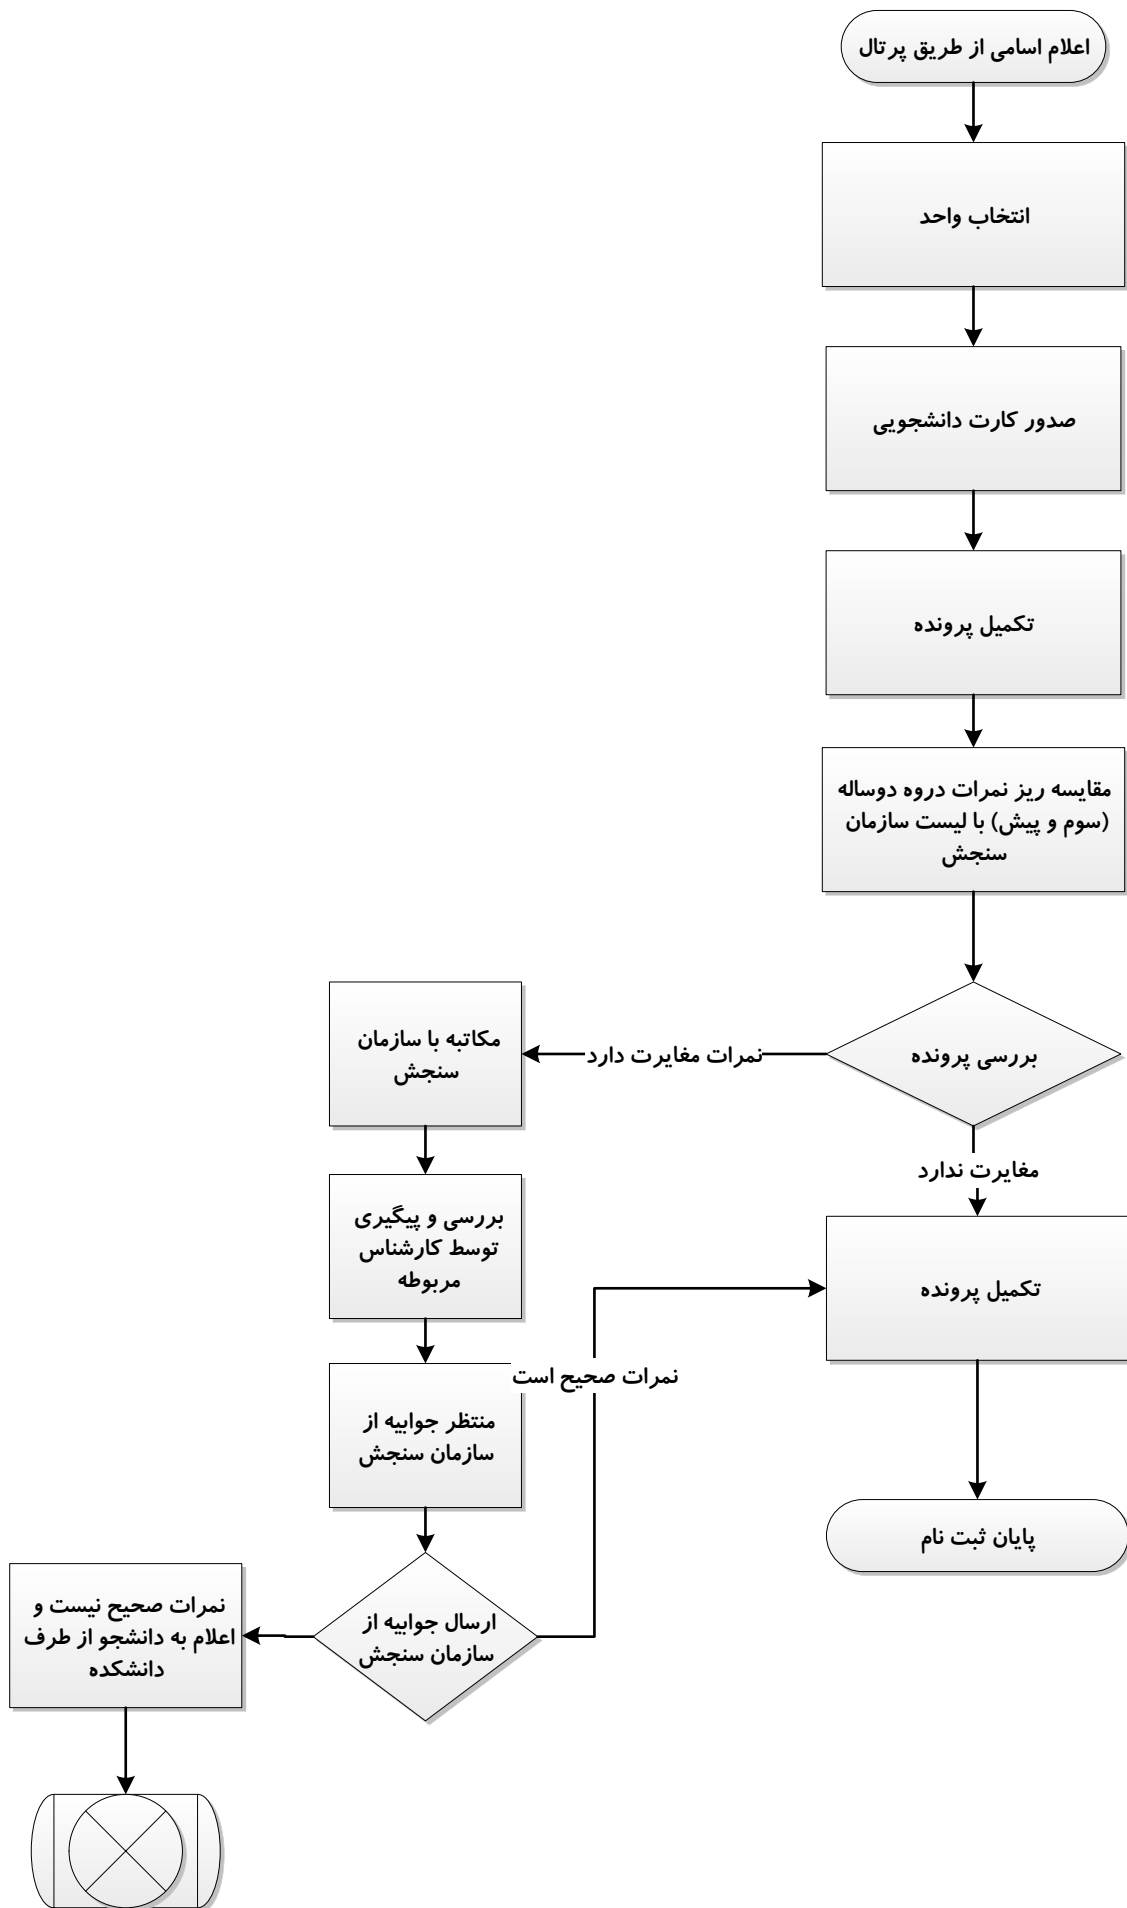 اعلام اسامی از طریق پرتال
انتخاب واحد
صدور کارت دانشجویی
تکمیل پرونده
مقایسه ریز نمرات دروه دوساله
(سوم و پیش) با لیست سازمان
سنجش
بررسی پرونده
نمرات مغایرت دارد
مکاتبه با سازمان
سنجش
مغایرت ندارد
بررسی و پیگیری
توسط کارشناس
مربوطه
تکمیل پرونده
نمرات صحیح است
منتظر جوابیه از
سازمان سنجش
پایان ثبت نام
ارسال جوابیه از
سازمان سنجش
نمرات صحیح نیست و
اعلام به دانشجو از طرف
دانشکده